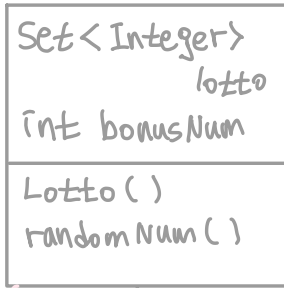 Set<Integer>
lotto
int bonusNum
Lotto()
randomNum()